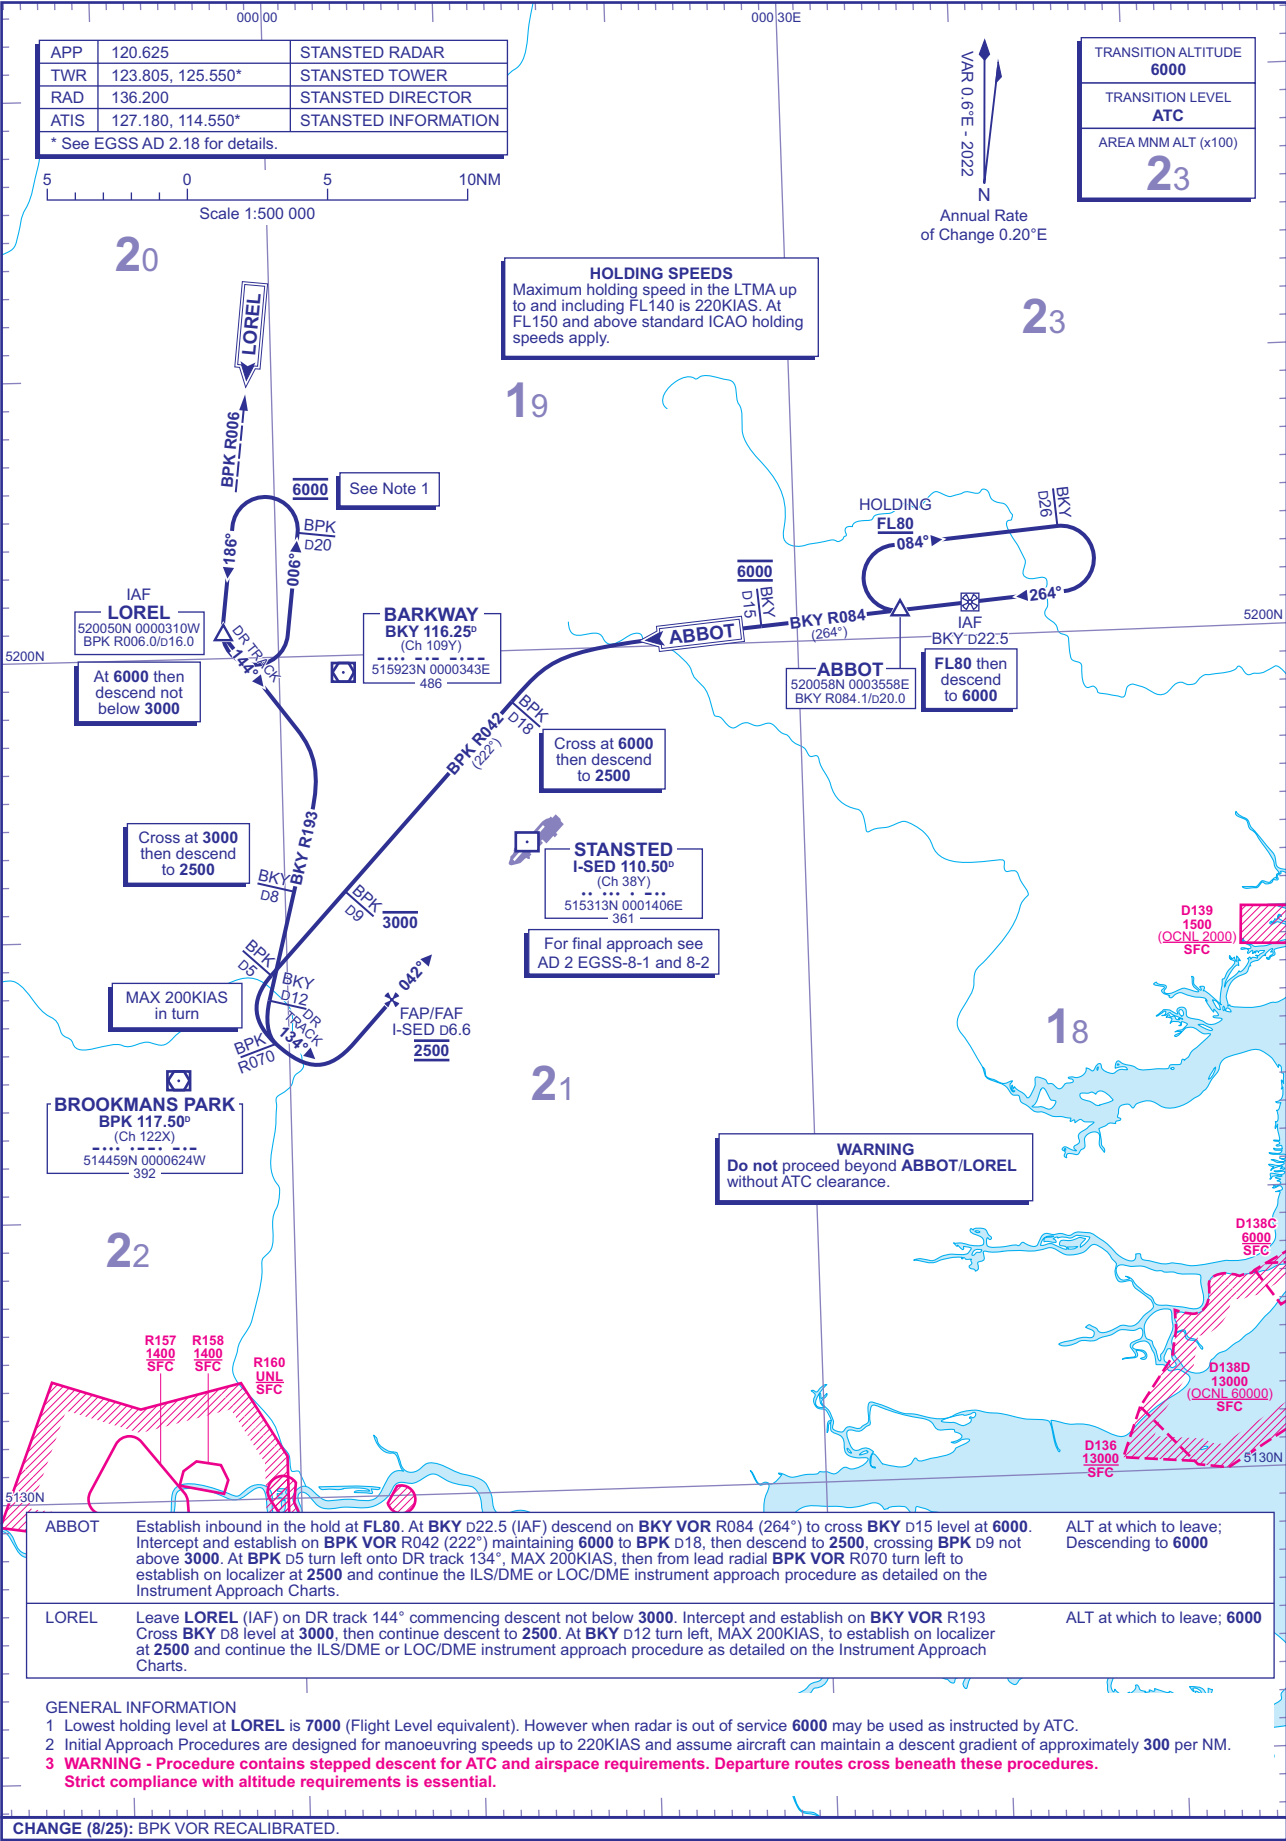 000 00
000 30E
APP 120.625 STANSTED RADAR
TWR 123.805, 125.550* STANSTED TOWER
RAD 136.200 STANSTED DIRECTOR
ATIS 127.180, 114.550* STANSTED INFORMATION
* See EGSS AD 2.18 for details.
5 0 5 10NM
Scale 1:500 000
VAR 0.6°E - 2022
N
Annual Rate
of Change 0.20°E
TRANSITION ALTITUDE
6000
TRANSITION LEVEL
ATC
AREA MNM ALT (x100)
23
20
HOLDING SPEEDS
Maximum holding speed in the LTMA up
to and including FL140 is 220KIAS. At
FL150 and above standard ICAO holding
speeds apply.
23
19
LOREL
BPK R006
6000
See Note 1
BPK
D20
186°
006°
HOLDING
FL80
084°
BKY
D26
264°
IAF
BKY D22.5
IAF
LOREL
520050N 0000310W
BPK R006.0/D16.0
DR TRACK
144°
At 6000 then
descend not
below 3000
BARKWAY
BKY 116.25D
(Ch 109Y)
515923N 0000343E
486
6000
BKY
D15
BKY R084
(264°)
ABBOT
ABBOT
520058N 0003558E
BKY R084.1/D20.0
FL80 then
descend
to 6000
5200N
5200N
BPK
D18
BPK R042
(222°)
Cross at 6000
then descend
to 2500
Cross at 3000
then descend
to 2500
BKY R193
BKY
D8
BPK
D9
3000
STANSTED
I-SED 110.50D
(Ch 38Y)
515313N 0001406E
361
For final approach see
AD 2 EGSS-8-1 and 8-2
D139
1500
(OCNL 2000)
SFC
BPK
D5
BKY
D12
DR
TRACK
134°
MAX 200KIAS
in turn
BPK
R070
042°
FAP/FAF
I-SED D6.6
2500
18
21
BROOKMANS PARK
BPK 117.50D
(Ch 122X)
514459N 0000624W
392
WARNING
Do not proceed beyond ABBOT/LOREL
without ATC clearance.
22
D138C
6000
SFC
R157
1400
SFC
R158
1400
SFC
R160
UNL
SFC
D138D
13000
(OCNL 60000)
SFC
D136
13000
SFC
5130N
5130N
ABBOT Establish inbound in the hold at FL80. At BKY D22.5 (IAF) descend on BKY VOR R084 (264°) to cross BKY D15 level at 6000. ALT at which to leave;
Intercept and establish on BPK VOR R042 (222°) maintaining 6000 to BPK D18, then descend to 2500, crossing BPK D9 not Descending to 6000
above 3000. At BPK D5 turn left onto DR track 134°, MAX 200KIAS, then from lead radial BPK VOR R070 turn left to
establish on localizer at 2500 and continue the ILS/DME or LOC/DME instrument approach procedure as detailed on the
Instrument Approach Charts.
LOREL Leave LOREL (IAF) on DR track 144° commencing descent not below 3000. Intercept and establish on BKY VOR R193 ALT at which to leave; 6000
Cross BKY D8 level at 3000, then continue descent to 2500. At BKY D12 turn left, MAX 200KIAS, to establish on localizer
at 2500 and continue the ILS/DME or LOC/DME instrument approach procedure as detailed on the Instrument Approach
Charts.
GENERAL INFORMATION
1 Lowest holding level at LOREL is 7000 (Flight Level equivalent). However when radar is out of service 6000 may be used as instructed by ATC.
2 Initial Approach Procedures are designed for manoeuvring speeds up to 220KIAS and assume aircraft can maintain a descent gradient of approximately 300 per NM.
3 WARNING - Procedure contains stepped descent for ATC and airspace requirements. Departure routes cross beneath these procedures.
Strict compliance with altitude requirements is essential.
CHANGE (8/25): BPK VOR RECALIBRATED.